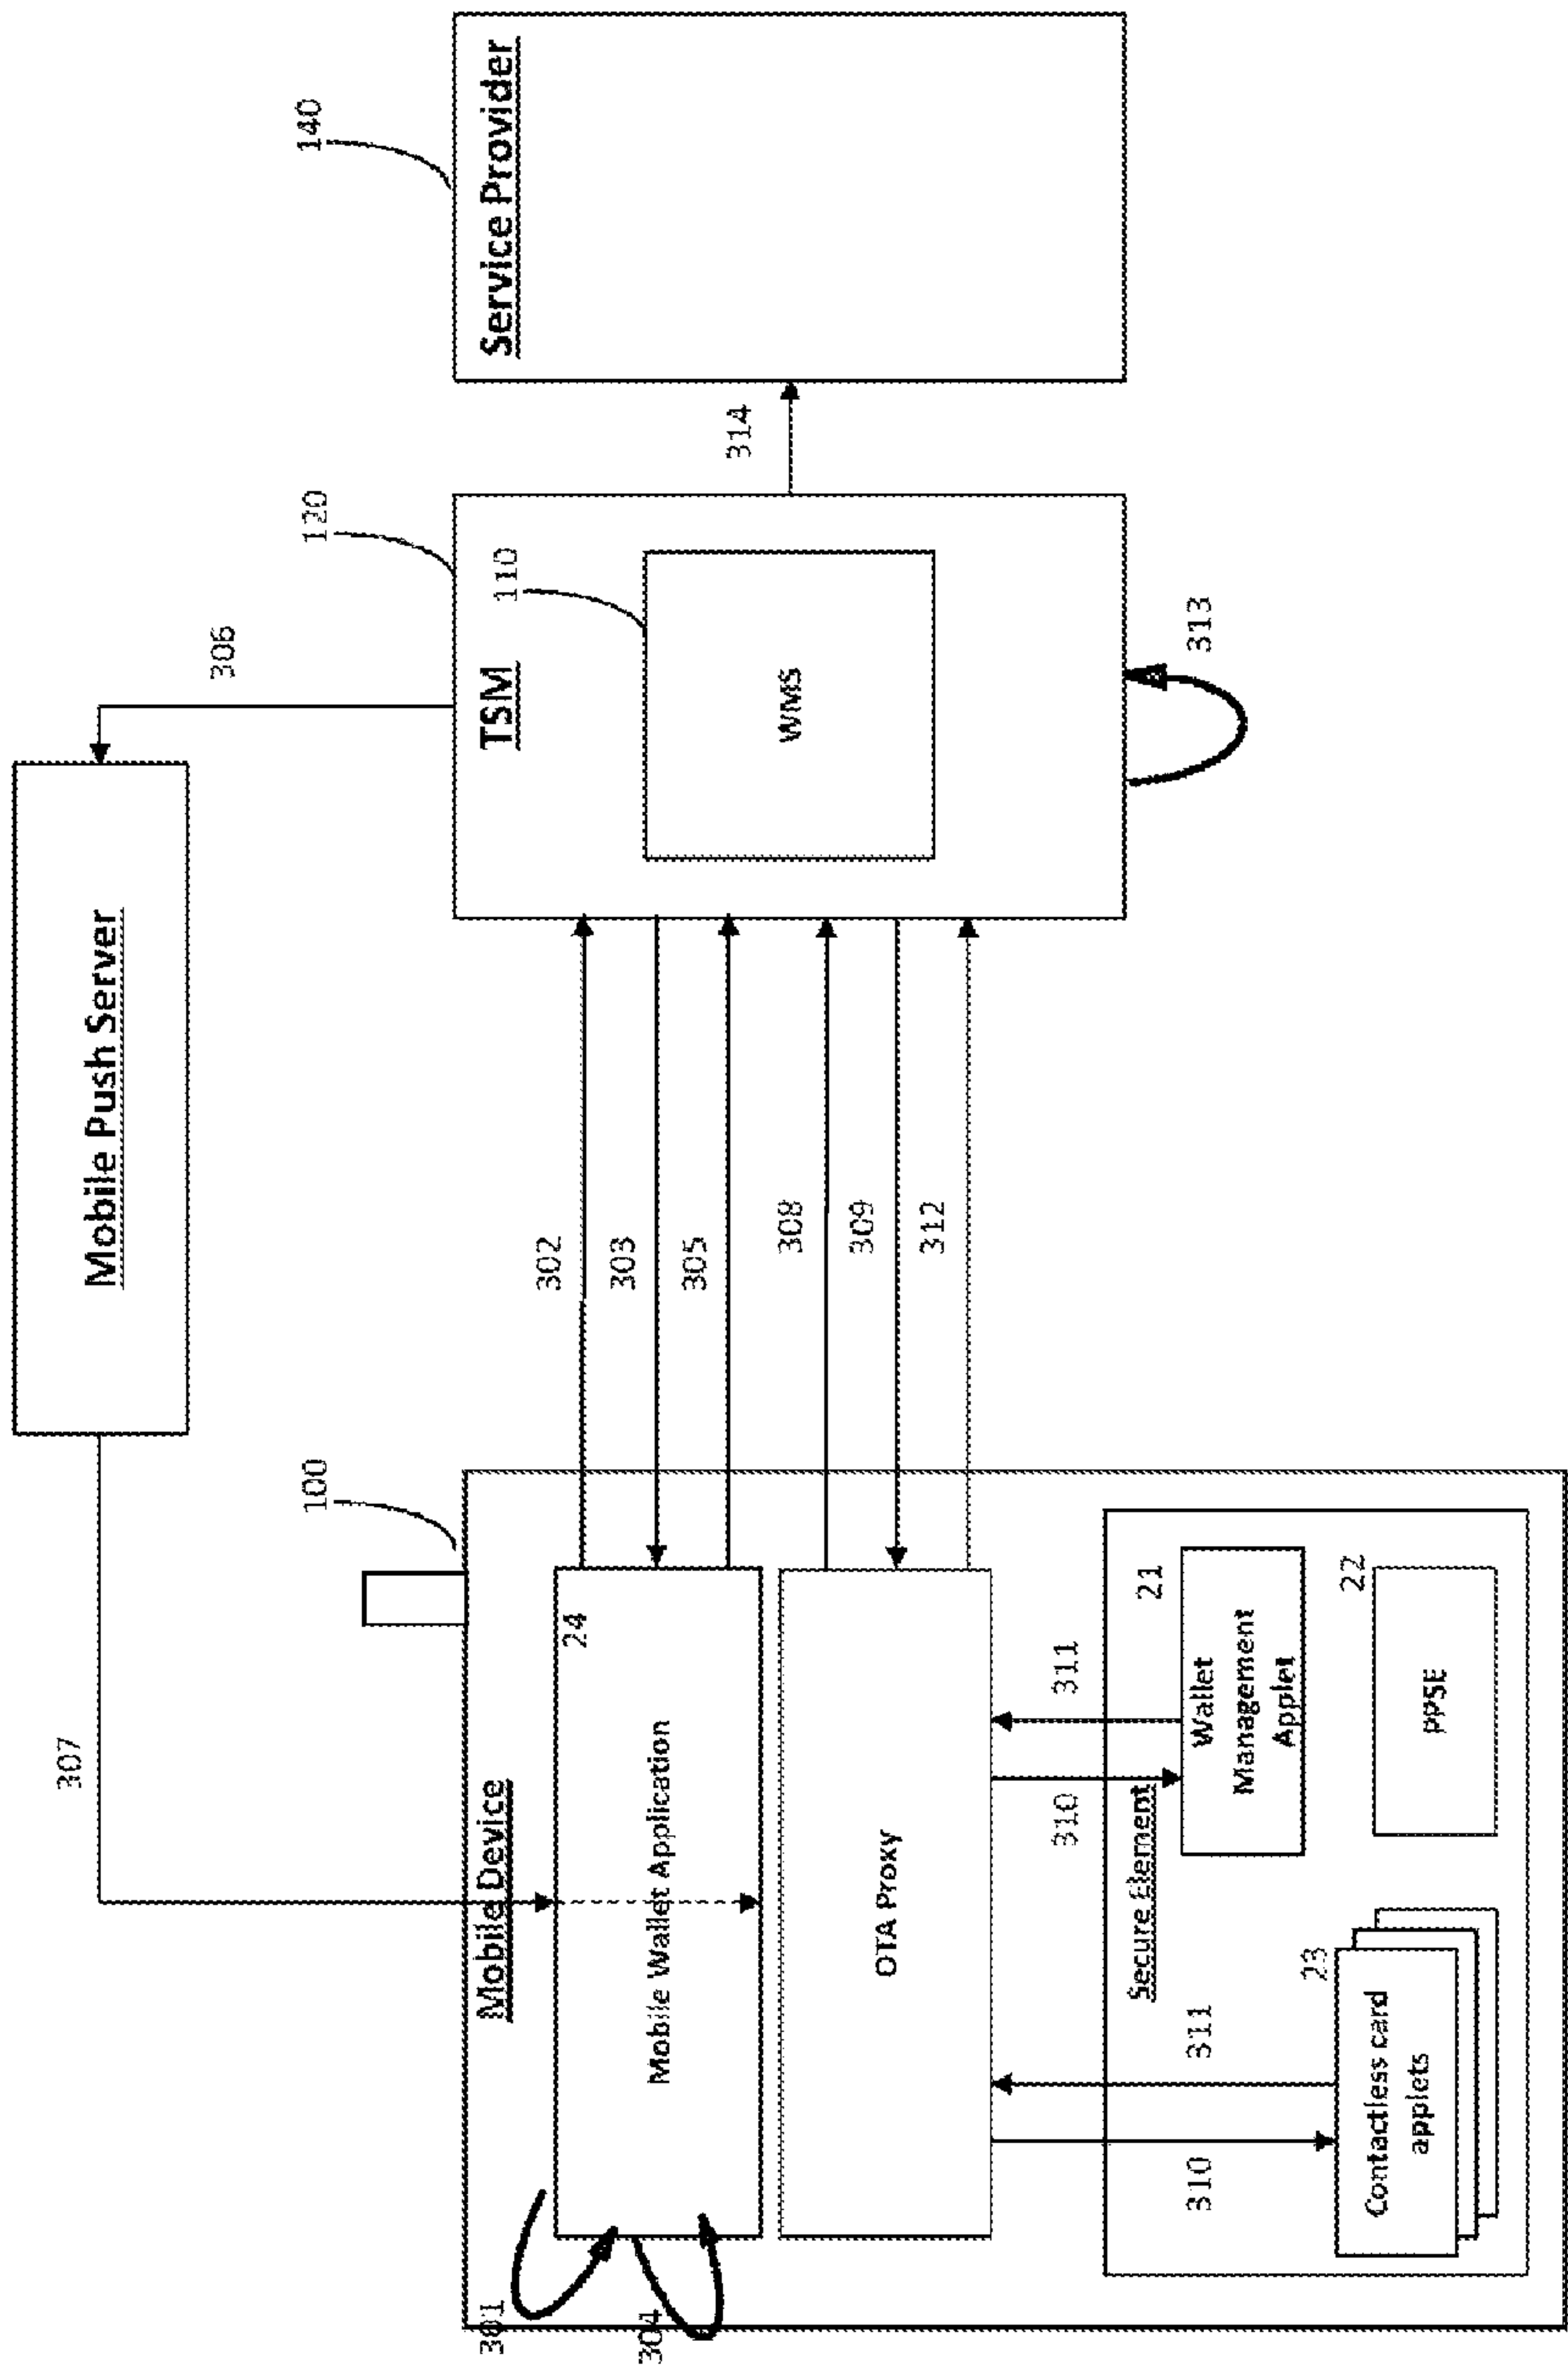 Mobile Push Server
307
306
100
120
140
Mobile Device
TSM
Service Provider
301
24
Mobile Wallet Application
304
302
303
305
110
WMS
314
OTA Proxy
308
309
312
310
311
310
311
Secure Element
23
Contactless card
applets
21
Wallet
Management
Applet
22
PPSE
313